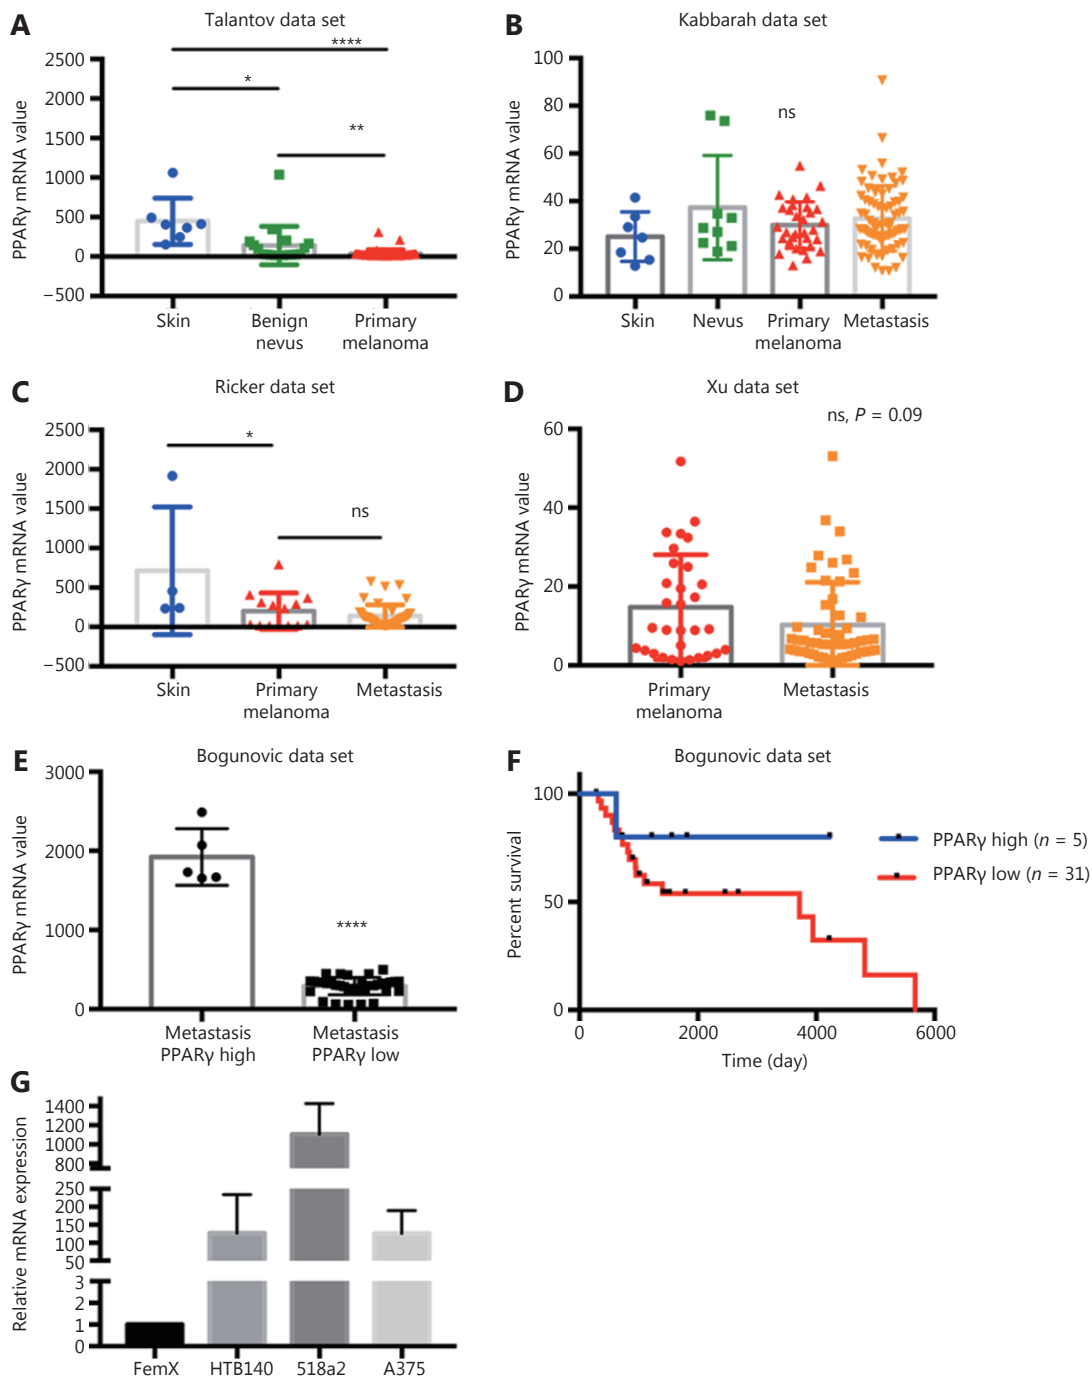 A
Talantov data set
PPARγ mRNA value
2500
2000
1500
1000
500
0
−500
****
*
**
Skin
Benign nevus
Primary melanoma
B
Kabbarah data set
PPARγ mRNA value
100
80
60
40
20
0
ns
Skin
Nevus
Primary melanoma
Metastasis
C
Ricker data set
PPARγ mRNA value
2500
2000
1500
1000
500
0
−500
*
ns
Skin
Primary melanoma
Metastasis
D
Xu data set
ns, P = 0.09
PPARγ mRNA value
60
40
20
0
Primary melanoma
Metastasis
E
Bogunovic data set
PPARγ mRNA value
3000
2000
1000
0
****
Metastasis PPARγ high
Metastasis PPARγ low
F
Bogunovic data set
Percent survival
100
50
0
0 2000 4000 6000
Time (day)
PPARγ high (n = 5)
PPARγ low (n = 31)
G
Relative mRNA expression
1400
1200
1000
800
250
200
150
100
50
3
2
1
0
FemX HTB140 518a2 A375